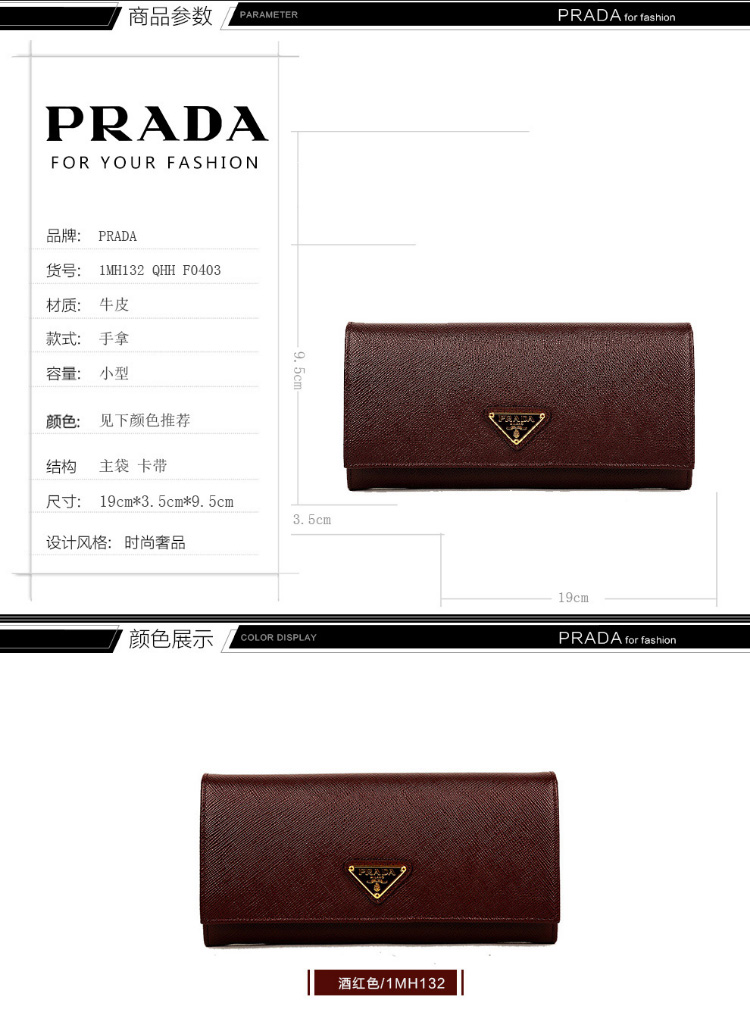 商品参数 PARAMETER PRADA for fashion
PRADA
FOR YOUR FASHION
品牌: PRADA
货号: 1MH132 QHH F0403
材质: 牛皮
款式: 手拿
容量: 小型
颜色: 见下颜色推荐
结构 主袋 卡带
尺寸: 19cm*3.5cm*9.5cm
设计风格: 时尚奢品
9.5cm
PRADA
3.5cm
19cm
颜色展示 COLOR DISPLAY PRADA for fashion
PRADA
酒红色/1MH132